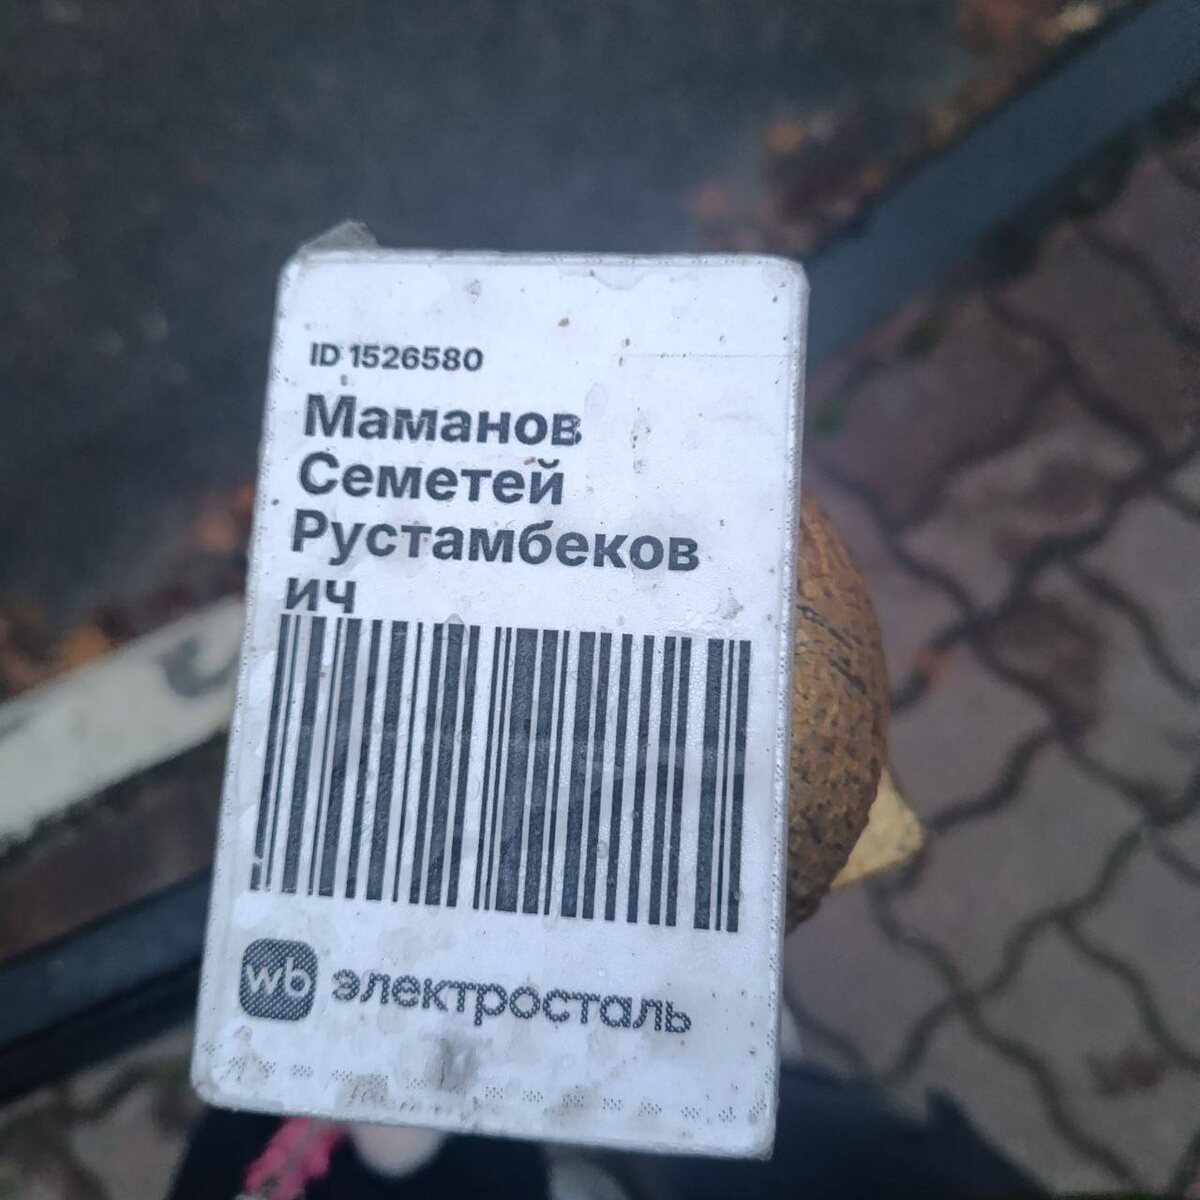 ID 1526580
Маманов
Семетей
Рустамбеков
ич
wb электросталь